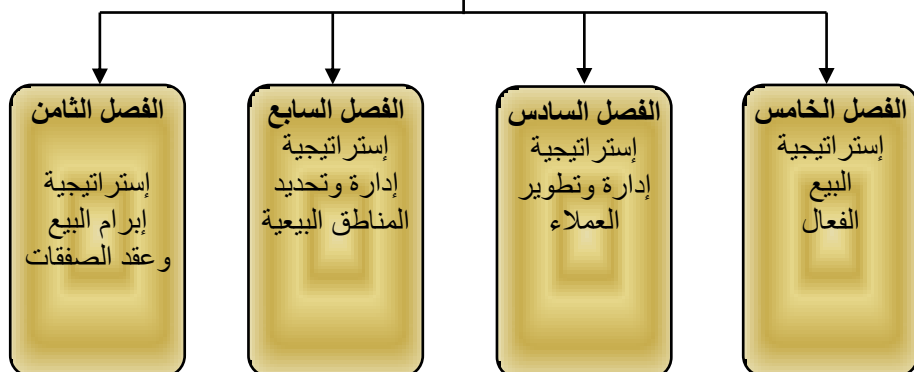 الفصل الخامس
إستراتيجية
البيع
الفعال
الفصل السادس
إستراتيجية
إدارة وتطوير
العملاء
الفصل السابع
إستراتيجية
إدارة وتحديد
المناطق البيعية
الفصل الثامن
إستراتيجية
إبرام البيع
وعقد الصفقات